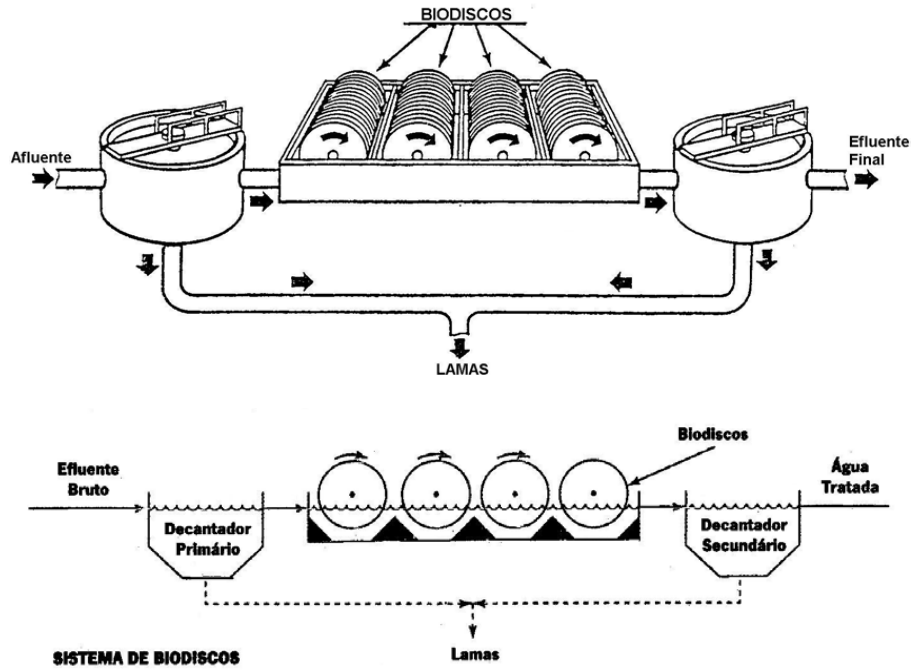 BIODISCOS
Afluente
Efluente
Final
LAMAS
Biodiscos
Efluente
Bruto
Água
Tratada
Decantador
Primário
Decantador
Secundário
Lamas
SISTEMA DE BIODISCOS